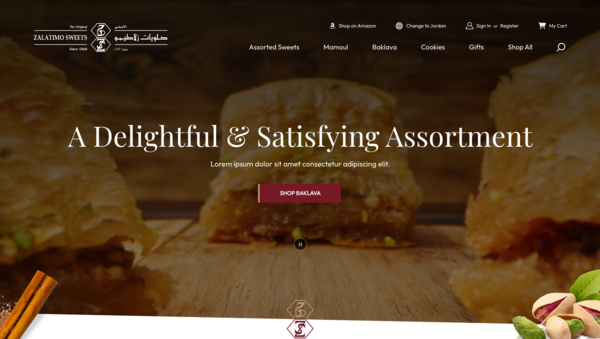 The Original
ZALATIMO SWEETS
Since 1860
الأصلي
حلويات زلاطيمو
Shop on Amazon
Change to Jordan
Sign In or Register
My Cart
Assorted Sweets
Mamoul
Baklava
Cookies
Gifts
Shop All
A Delightful & Satisfying Assortment
Lorem ipsum dolor sit amet consectetur adipiscing elit.
SHOP BAKLAVA